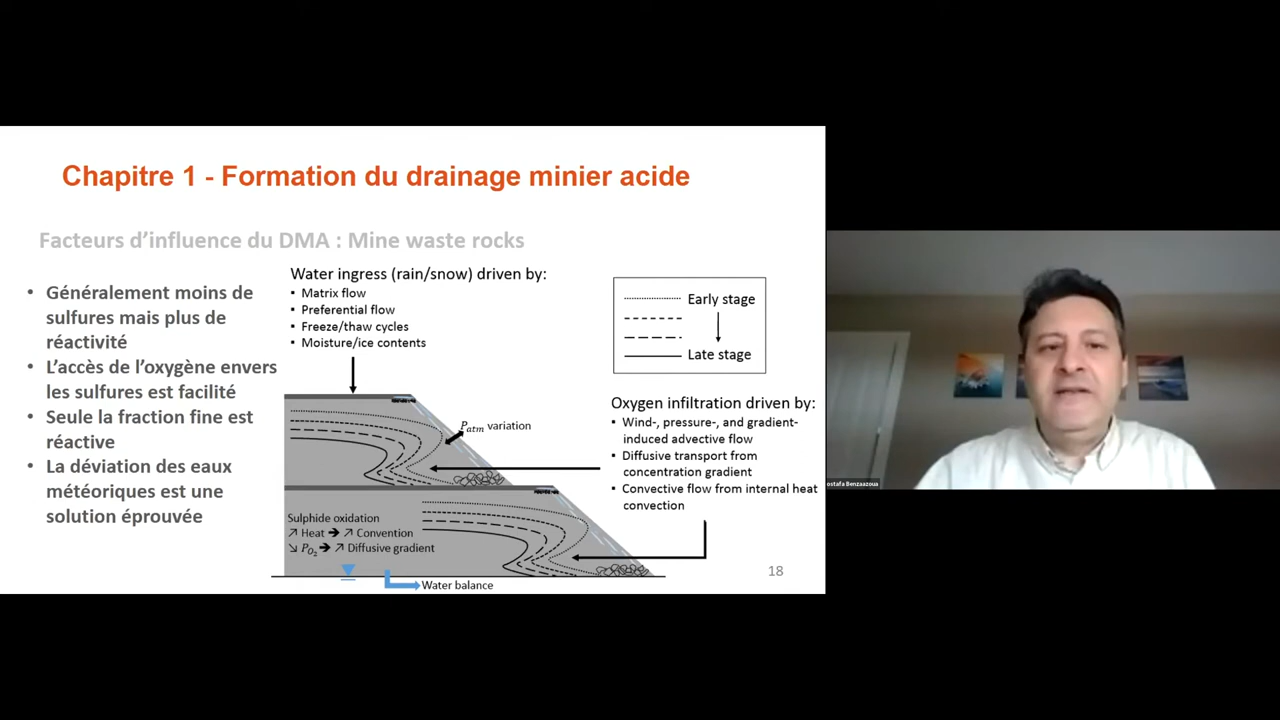 Chapitre 1 - Formation du drainage minier acide
Facteurs d’influence du DMA : Mine waste rocks
• Généralement moins de
sulfures mais plus de
réactivité
• L’accès de l’oxygène envers
les sulfures est facilité
• Seule la fraction fine est
réactive
• La déviation des eaux
météoriques est une
solution éprouvée
Water ingress (rain/snow) driven by:
▪ Matrix flow
▪ Preferential flow
▪ Freeze/thaw cycles
▪ Moisture/ice contents
Early stage
Late stage
P_atm variation
Oxygen infiltration driven by:
▪ Wind-, pressure-, and gradient-
induced advective flow
▪ Diffusive transport from
concentration gradient
▪ Convective flow from internal heat
convection
Sulphide oxidation
↗ Heat ➔ ↗ Convention
↘ P_O₂ ➔ ↗ Diffusive gradient
Water balance
18
ostafa Benzaazoua